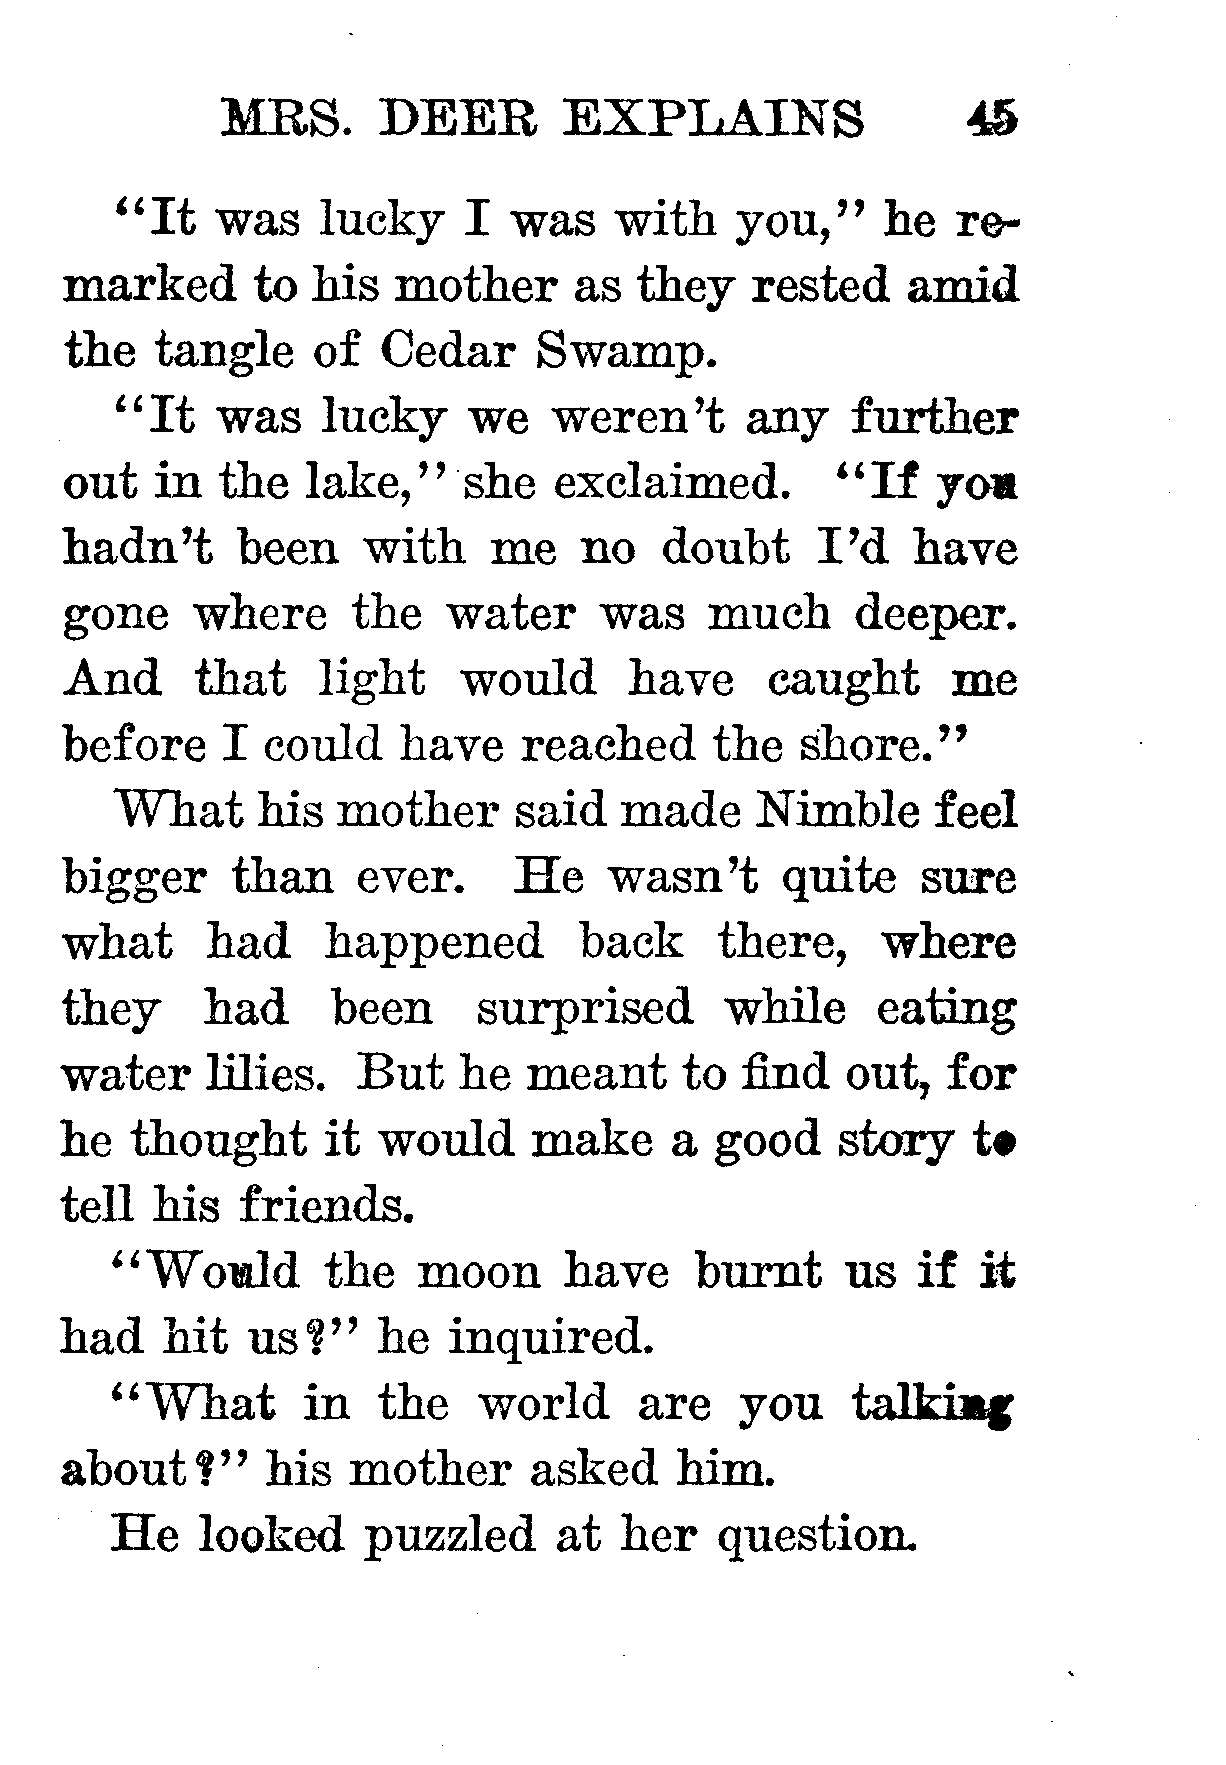 MRS. DEER EXPLAINS 45
"It was lucky I was with you," he re-
marked to his mother as they rested amid
the tangle of Cedar Swamp.
"It was lucky we weren't any further
out in the lake," she exclaimed. "If you
hadn't been with me no doubt I'd have
gone where the water was much deeper.
And that light would have caught me
before I could have reached the shore."
What his mother said made Nimble feel
bigger than ever. He wasn't quite sure
what had happened back there, where
they had been surprised while eating
water lilies. But he meant to find out, for
he thought it would make a good story to
tell his friends.
"Would the moon have burnt us if it
had hit us?" he inquired.
"What in the world are you talking
about?" his mother asked him.
He looked puzzled at her question.